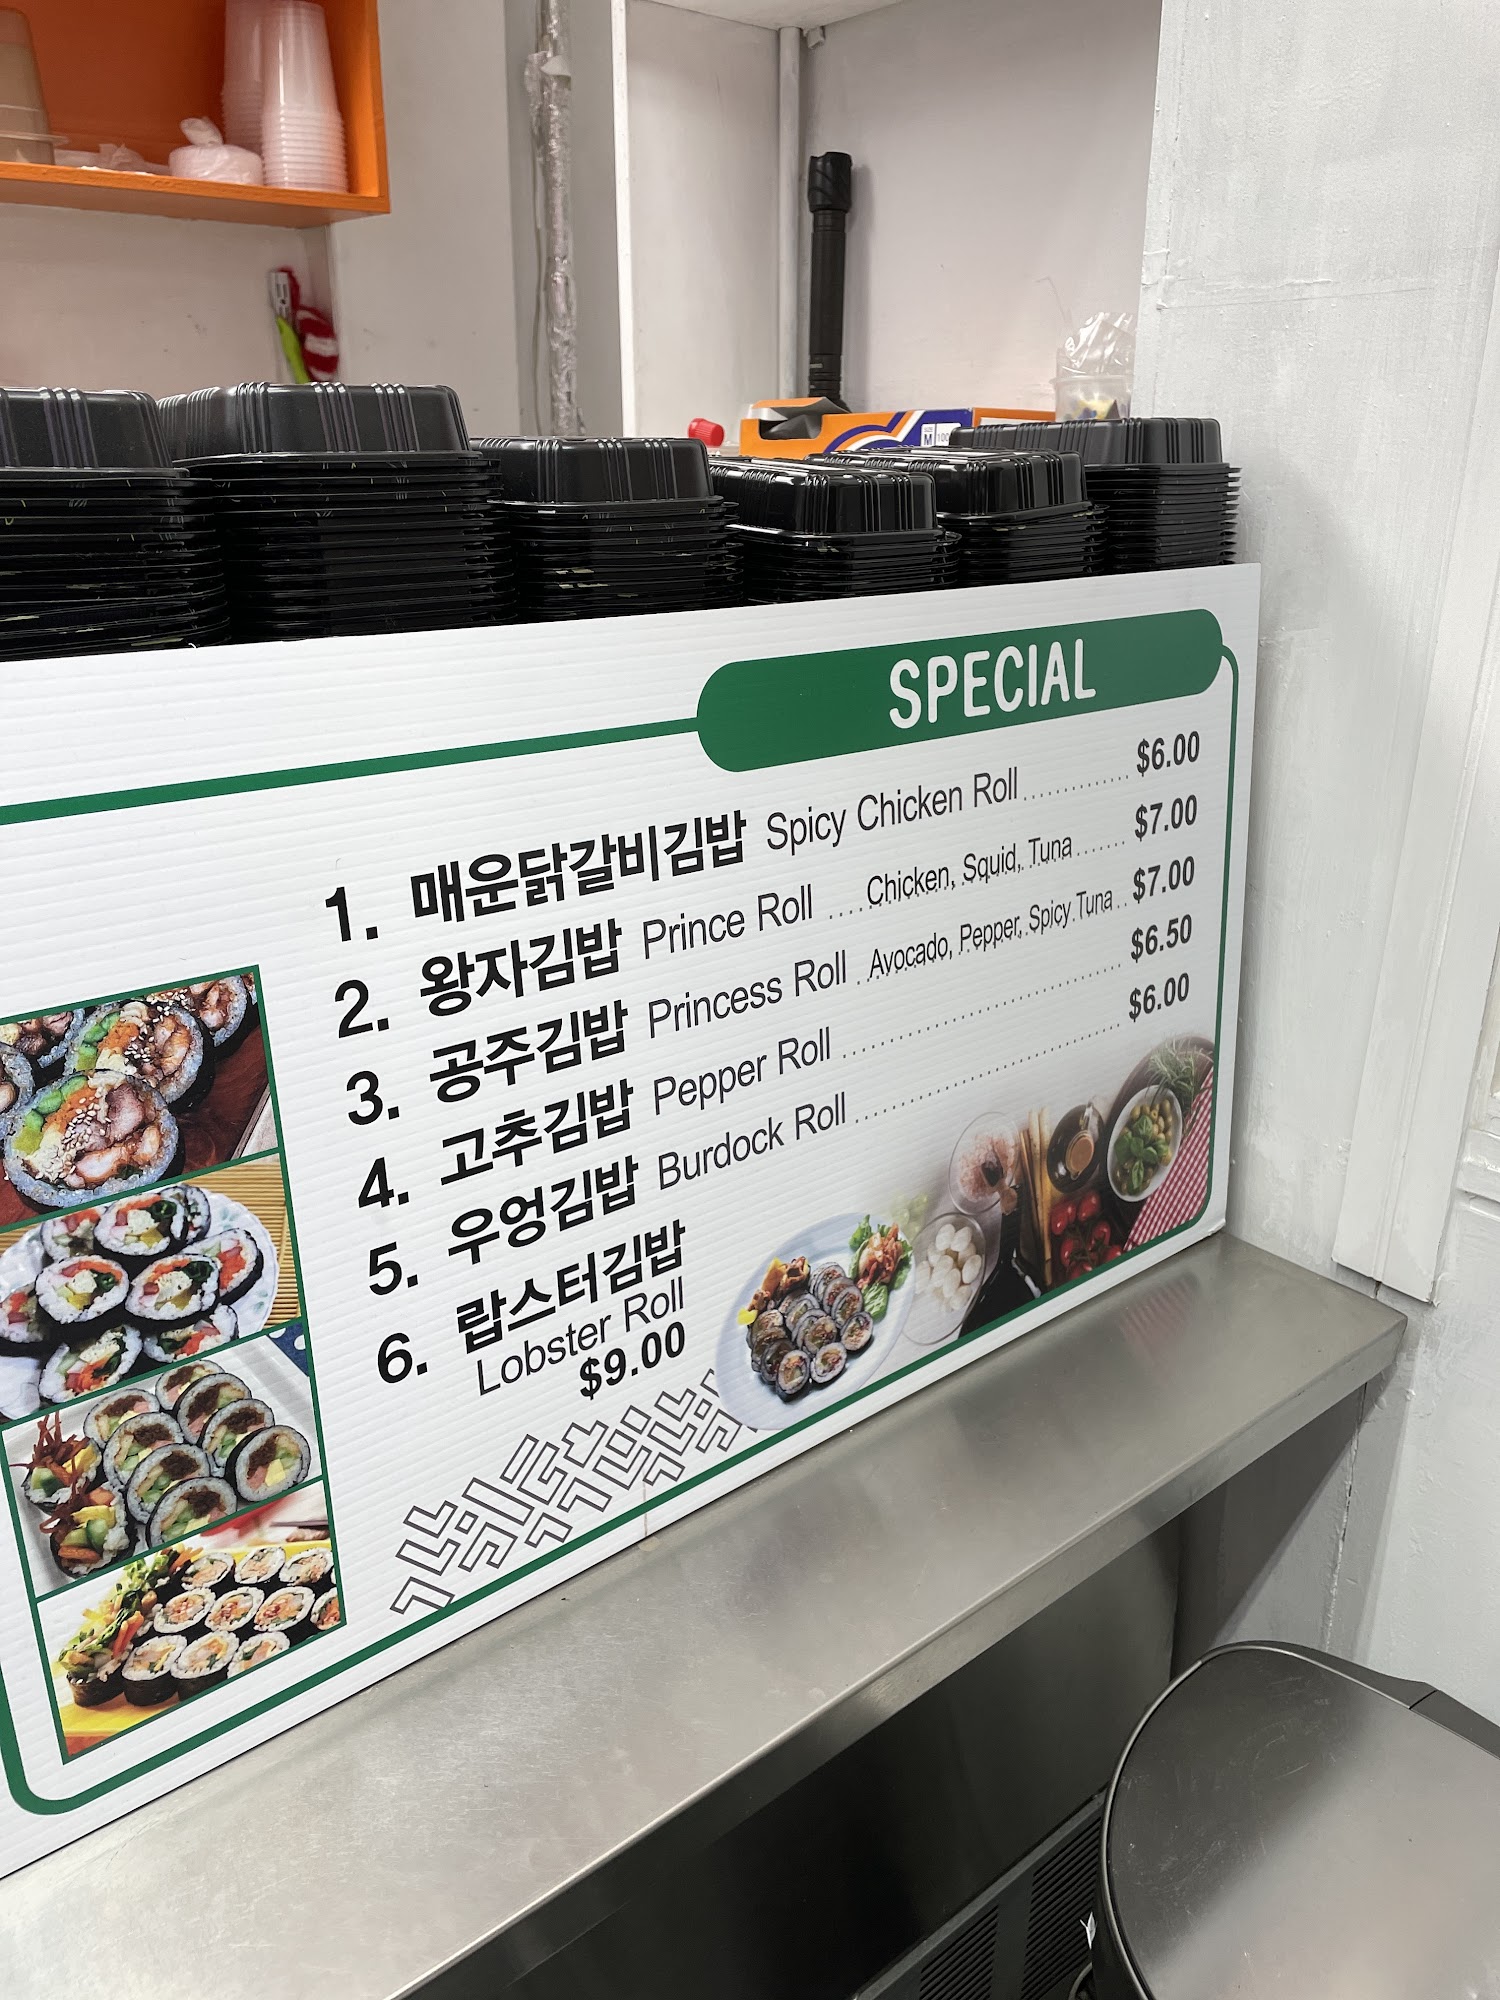 SPECIAL
1. 매운닭갈비김밥 Spicy Chicken Roll.............. $6.00
2. 왕자김밥 Prince Roll ....Chicken, Squid, Tuna....... $7.00
3. 공주김밥 Princess Roll .Avocado, Pepper, Spicy Tuna.. $7.00
4. 고추김밥 Pepper Roll ........................................ $6.50
5. 우엉김밥 Burdock Roll ...................................... $6.00
6. 랍스터김밥
Lobster Roll
$9.00
SIZE
M 100